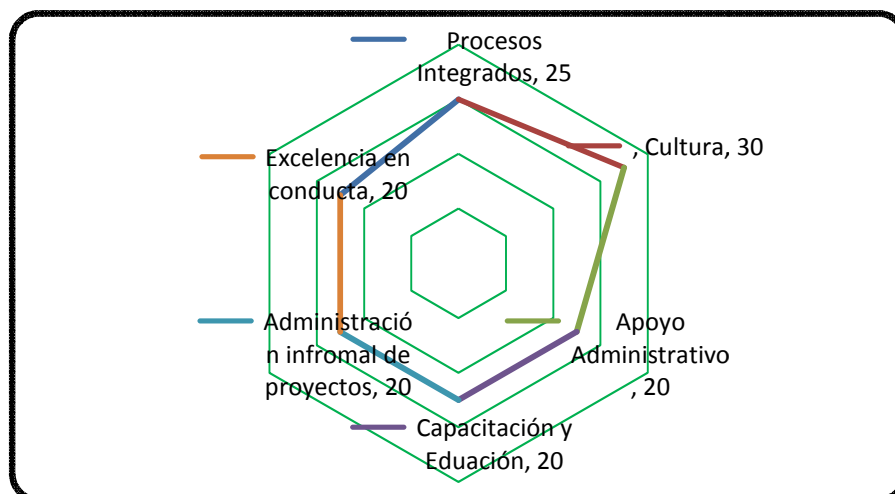 Procesos
Integrados, 25
, Cultura, 30
Excelencia en
conducta, 20
Administració
n infromal de
proyectos, 20
Apoyo
Administrativo
, 20
Capacitación y
Eduación, 20